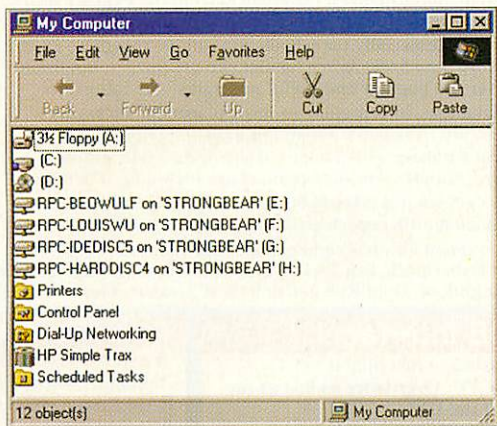 My Computer
File Edit View Go Favorites Help
Back Forward Up Cut Copy Paste
3½ Floppy (A:)
(C:)
(D:)
RPC-BEOWULF on 'STRONGBEAR' (E:)
RPC-LOUISWU on 'STRONGBEAR' (F:)
RPC-IDEDISC5 on 'STRONGBEAR' (G:)
RPC-HARDDISC4 on 'STRONGBEAR' (H:)
Printers
Control Panel
Dial-Up Networking
HP Simple Trax
Scheduled Tasks
12 object(s) My Computer